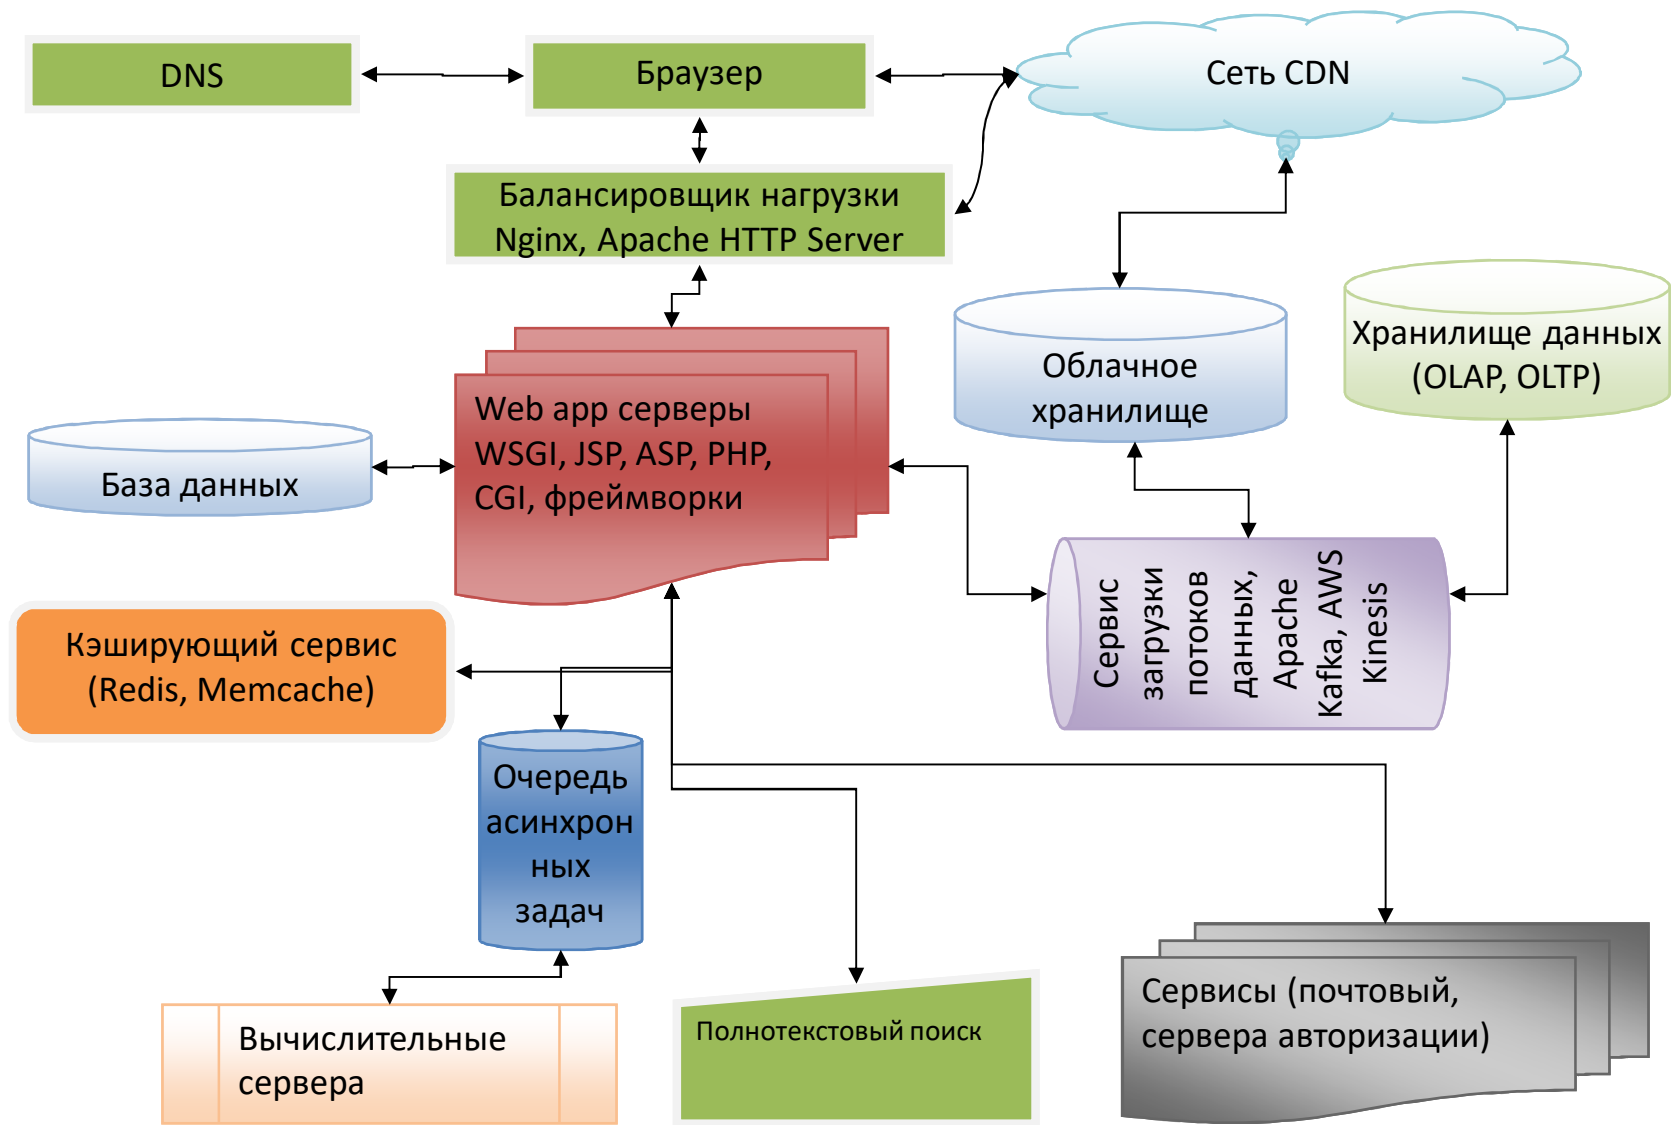 DNS
Браузер
Сеть CDN
Балансировщик нагрузки
Nginx, Apache HTTP Server
Хранилище данных
(OLAP, OLTP)
Облачное
хранилище
Web app серверы
WSGI, JSP, ASP, PHP,
CGI, фреймворки
База данных
Сервис
загрузки
потоков
данных,
Apache
Kafka, AWS
Kinesis
Кэширующий сервис
(Redis, Memcache)
Очередь
асинхрон
ных
задач
Сервисы (почтовый,
сервера авторизации)
Полнотекстовый поиск
Вычислительные
сервера